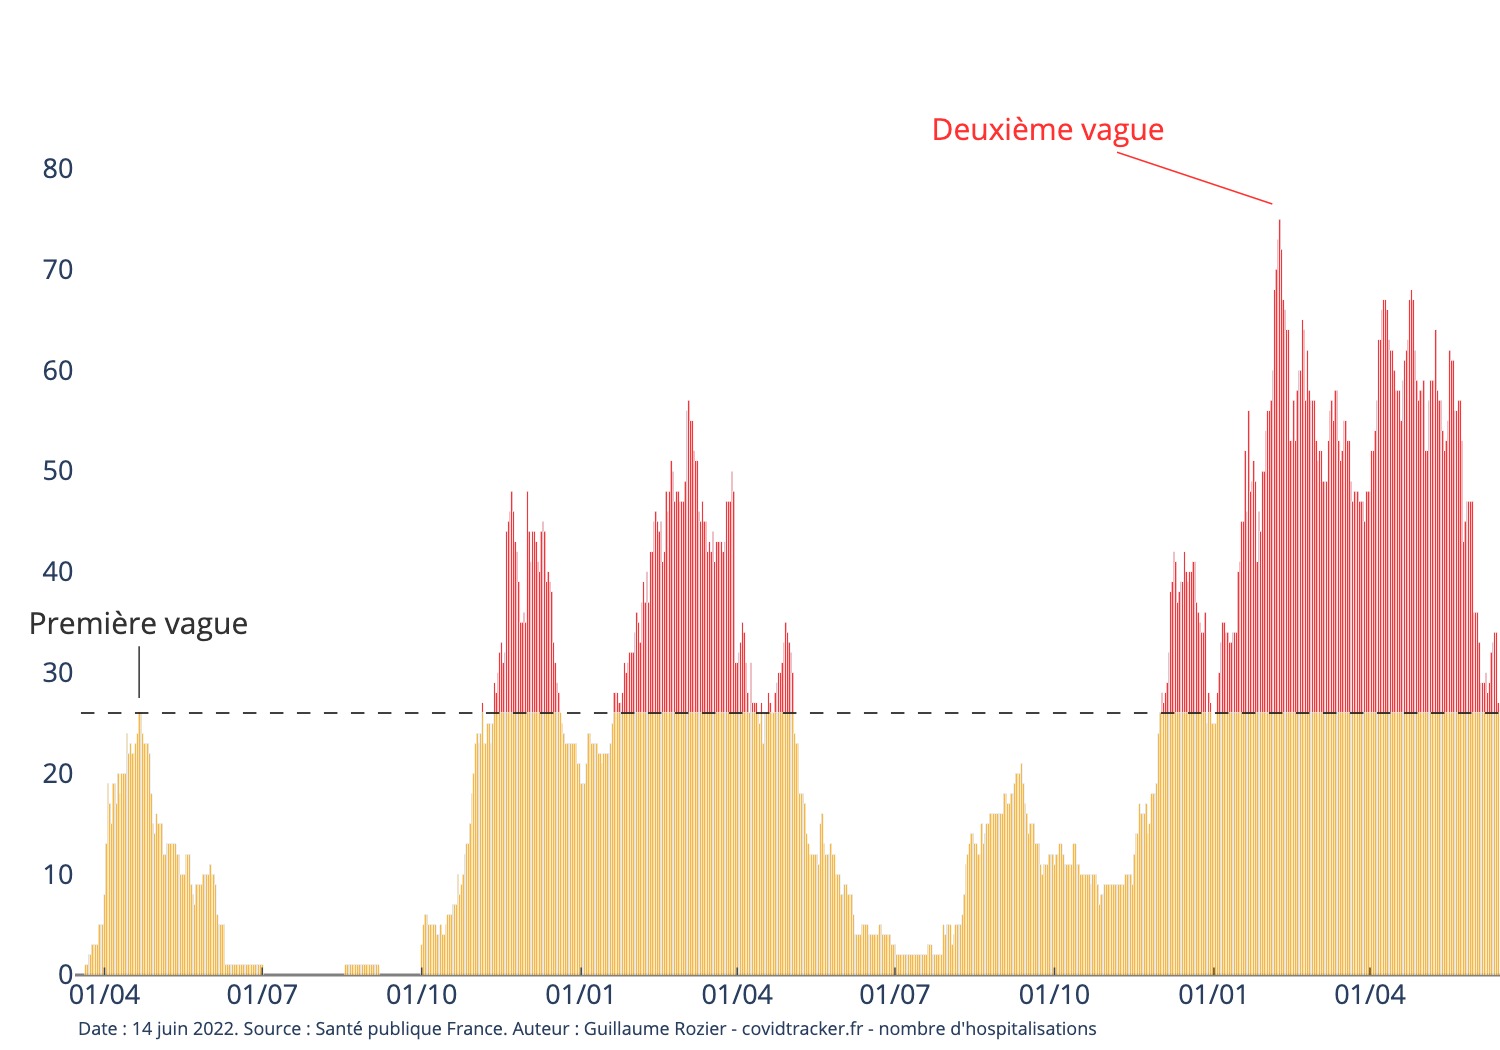 Deuxième vague
80
70
60
50
40
Première vague
30
20
10
0
01/04 01/07 01/10 01/01 01/04 01/07 01/10 01/01 01/04
Date : 14 juin 2022. Source : Santé publique France. Auteur : Guillaume Rozier - covidtracker.fr - nombre d'hospitalisations